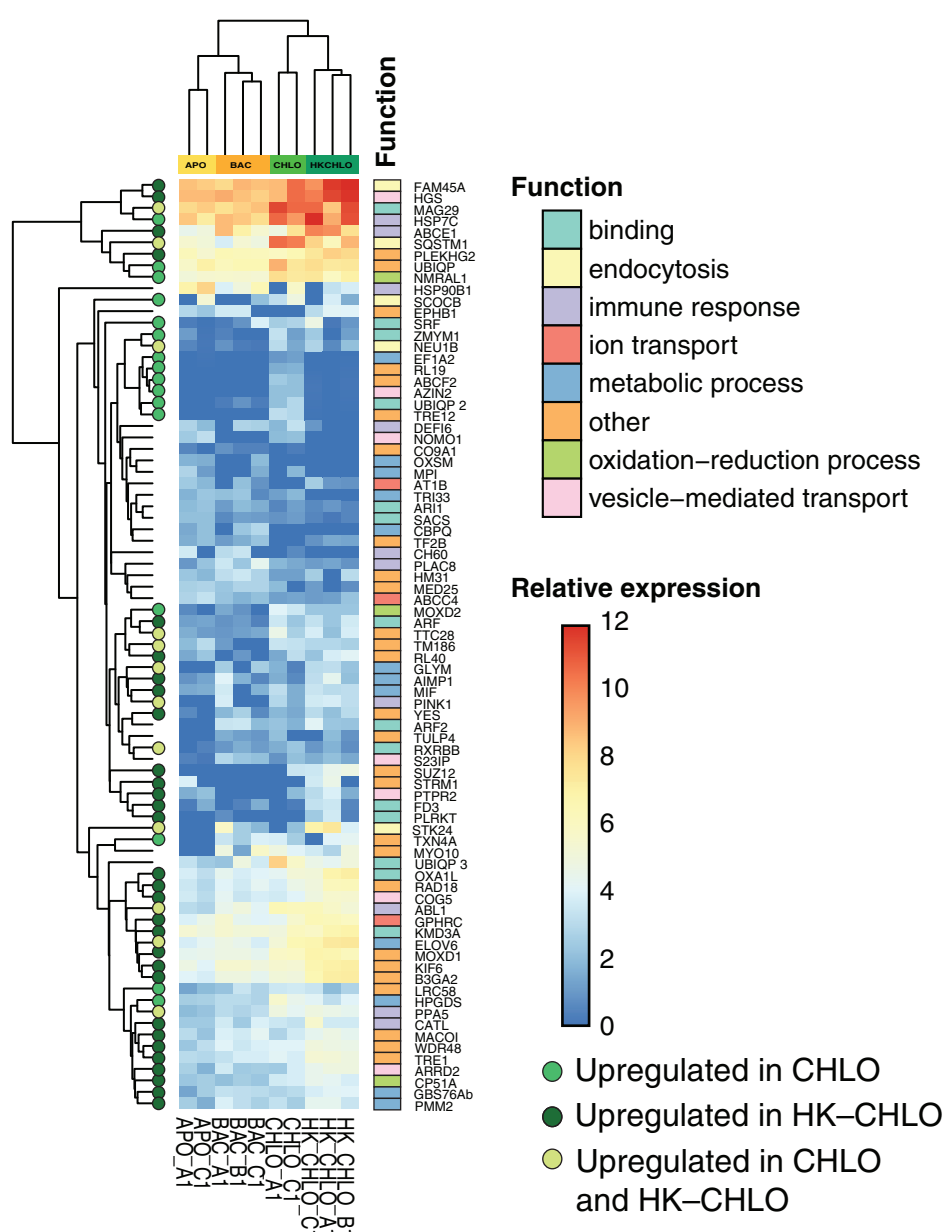 APO BAC CHLO HKCHLO
Function
FAM45A
HGS
MAG29
HSP7C
ABCE1
SQSTM1
PLEKHG2
UBIQP
NMRAL1
HSP90B1
SCOCB
EPHB1
SRF
ZMYM1
NEU1B
EF1A2
RL19
ABCF2
AZIN2
UBIQP 2
TRE12
DEFI6
NOMO1
CO9A1
OXSM
MPI
AT1B
TRI33
ARI1
SACS
CBPQ
TF2B
CH60
PLAC8
HM31
MED25
ABCC4
MOXD2
ARF
TTC28
TM186
RL40
GLYM
AIMP1
MIF
PINK1
YES
ARF2
TULP4
RXRBB
S23IP
SUZ12
STRM1
PTPR2
FD3
PLRKT
STK24
TXN4A
MYO10
UBIQP 3
OXA1L
RAD18
COG5
ABL1
GPHRC
KMD3A
ELOV6
MOXD1
KIF6
B3GA2
LRC58
HPGDS
PPA5
CATL
MACOI
WDR48
TRE1
ARRD2
CP51A
GBS76Ab
PMM2
APO_A1
APO_C1
BAC_A1
BAC_B1
BAC_C1
CHLO_A1
CHLO_C1
HK_CHLO_C
HK_CHLO_A
HK_CHLO_B
Function
binding
endocytosis
immune response
ion transport
metabolic process
other
oxidation−reduction process
vesicle−mediated transport
Relative expression
12
10
8
6
4
2
0
Upregulated in CHLO
Upregulated in HK−CHLO
Upregulated in CHLO
and HK−CHLO